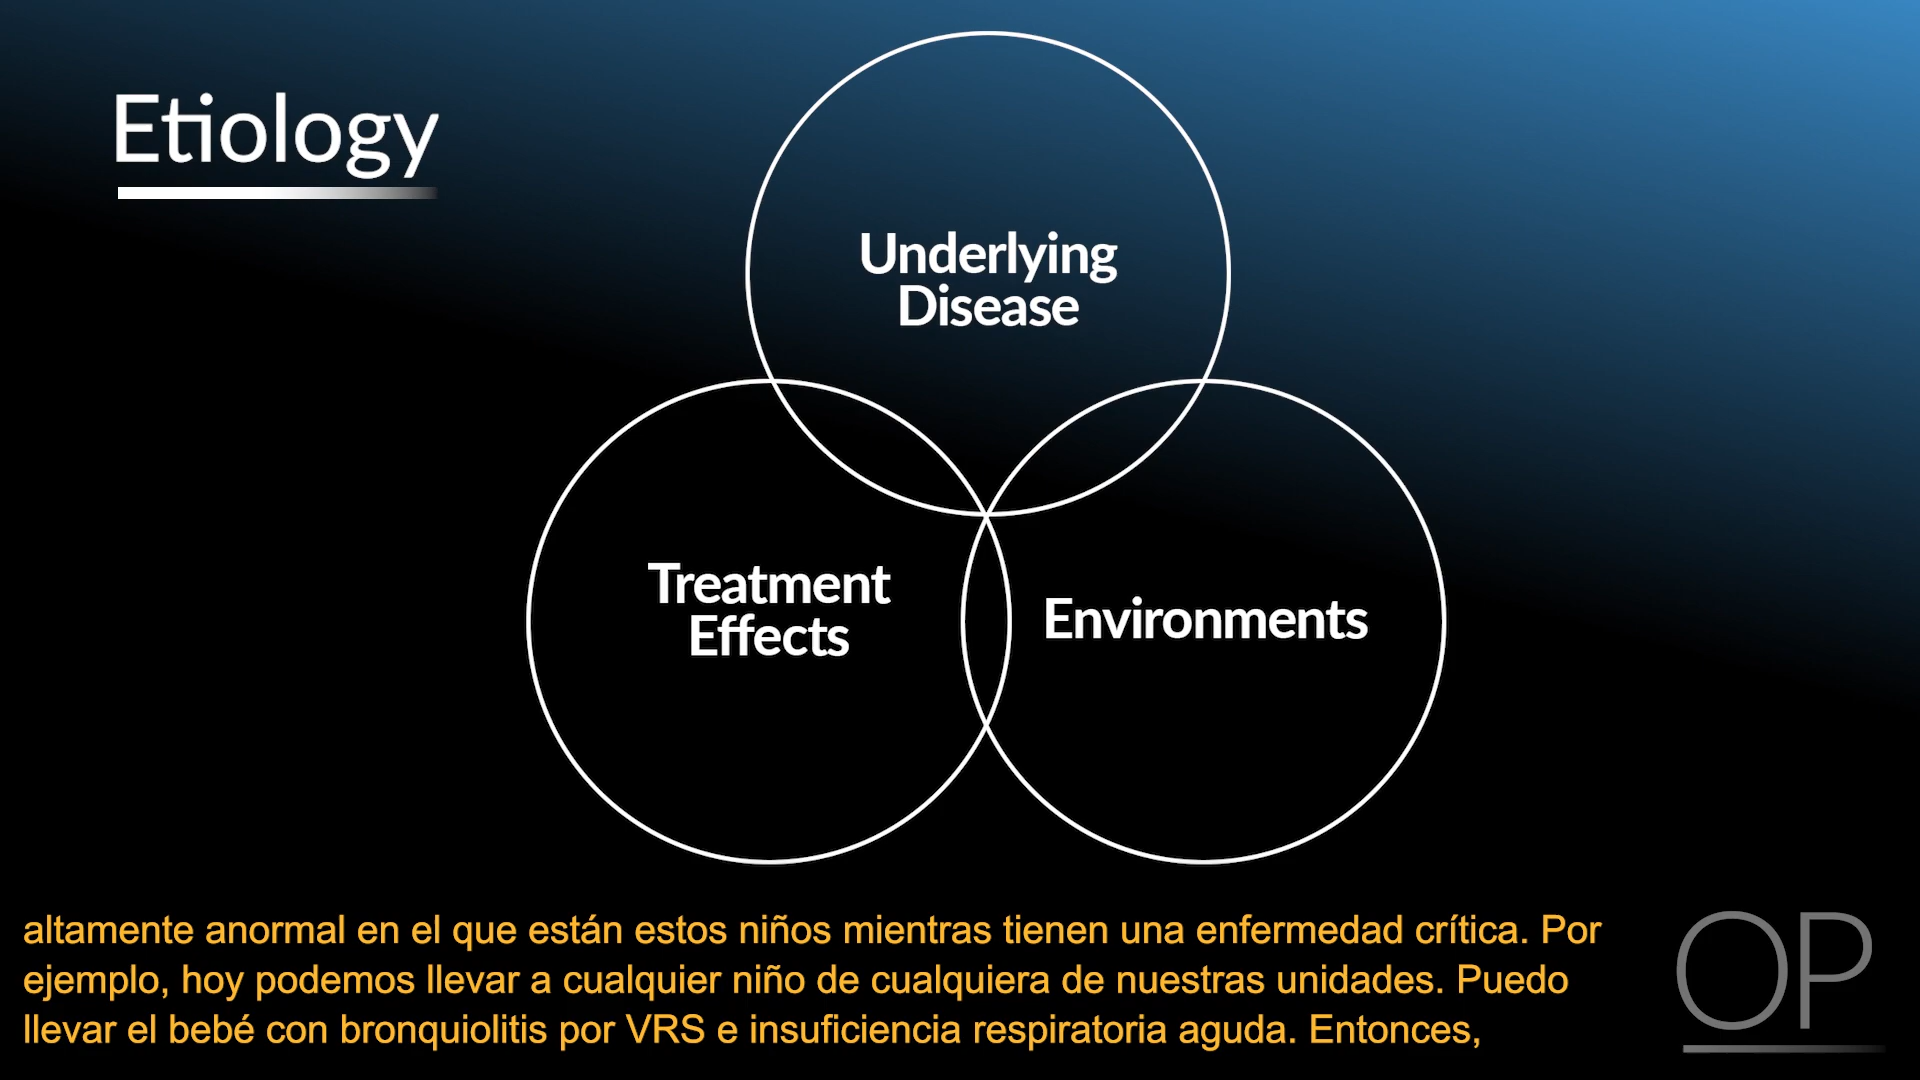 Etiology
Underlying
Disease
Treatment
Effects
Environments
altamente anormal en el que están estos niños mientras tienen una enfermedad crítica. Por
ejemplo, hoy podemos llevar a cualquier niño de cualquiera de nuestras unidades. Puedo
llevar el bebé con bronquiolitis por VRS e insuficiencia respiratoria aguda. Entonces,
OP